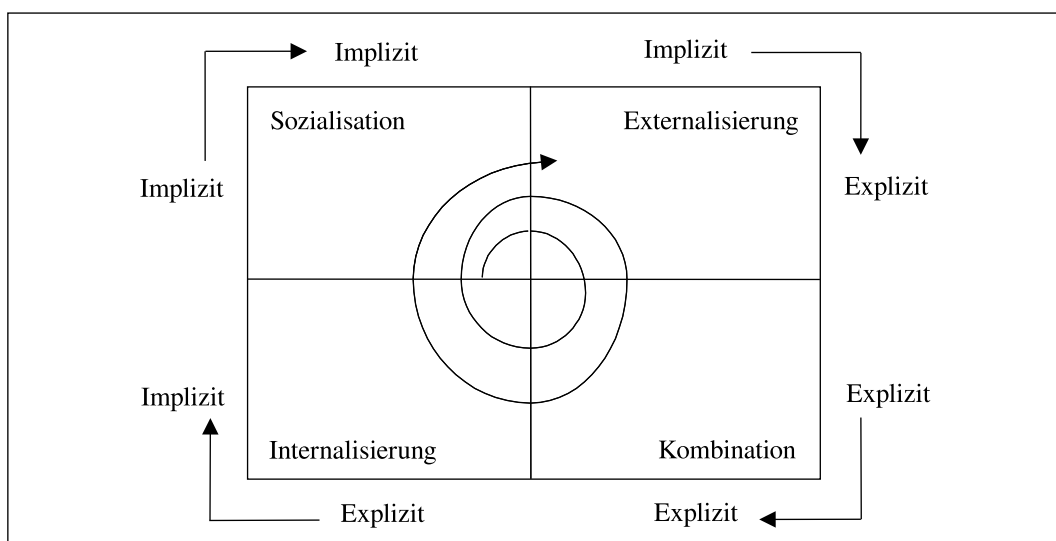 Implizit
Implizit
Sozialisation
Externalisierung
Implizit
Explizit
Implizit
Explizit
Internalisierung
Kombination
Explizit
Explizit